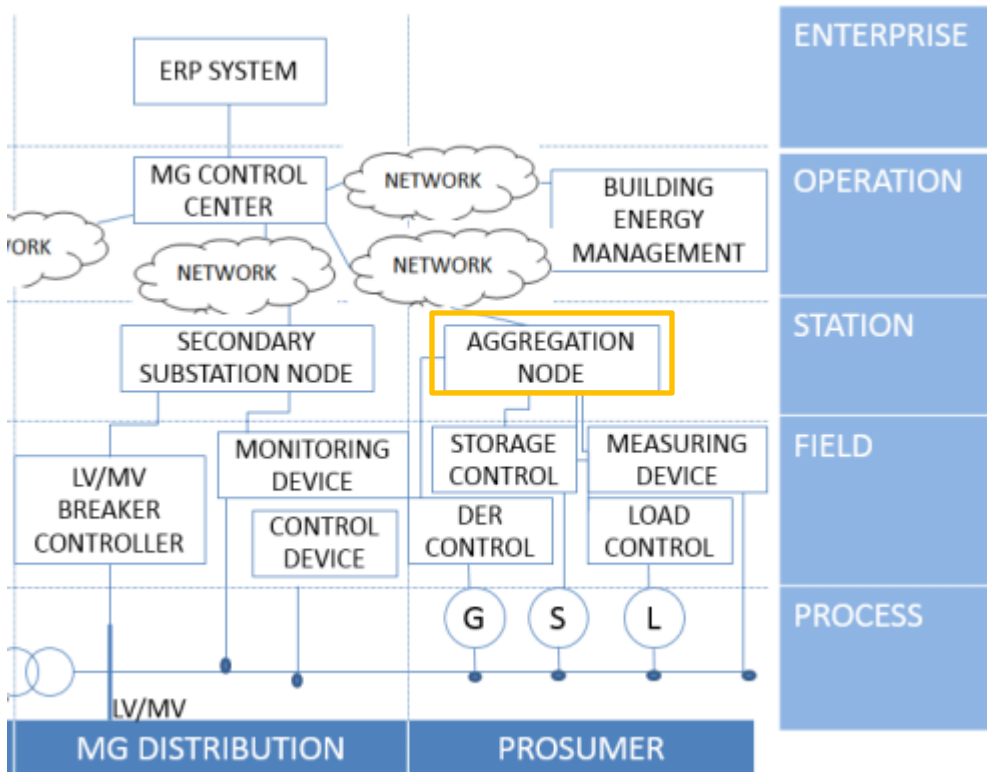 ENTERPRISE
ERP SYSTEM
OPERATION
MG CONTROL
CENTER
NETWORK
BUILDING
ENERGY
MANAGEMENT
NETWORK
NETWORK
STATION
SECONDARY
SUBSTATION NODE
AGGREGATION
NODE
FIELD
MONITORING
DEVICE
STORAGE
CONTROL
MEASURING
DEVICE
LV/MV
BREAKER
CONTROLLER
CONTROL
DEVICE
DER
CONTROL
LOAD
CONTROL
PROCESS
G
S
L
LV/MV
MG DISTRIBUTION
PROSUMER